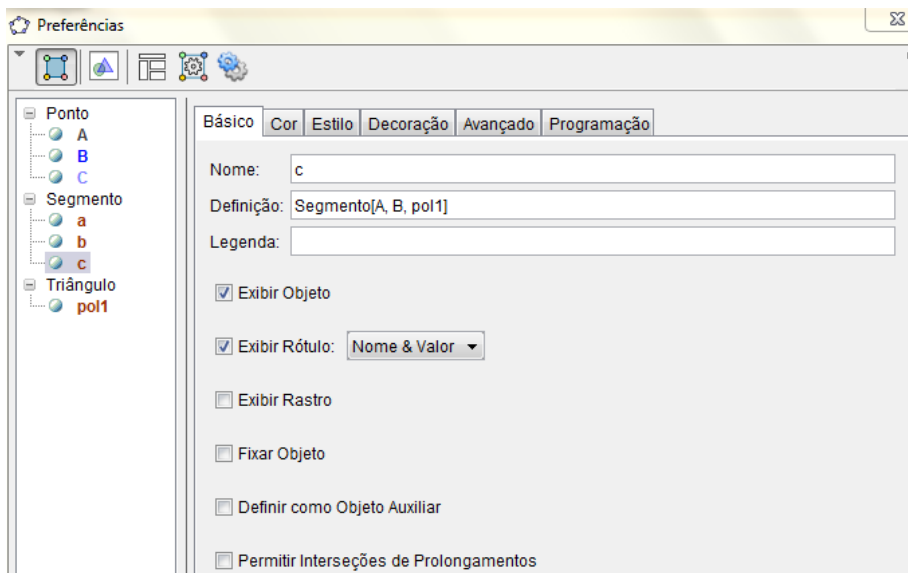 Preferências
Ponto
A
B
C
Segmento
a
b
c
Triângulo
pol1
Básico Cor Estilo Decoração Avançado Programação
Nome: c
Definição: Segmento[A, B, pol1]
Legenda:
Exibir Objeto
Exibir Rótulo: Nome & Valor
Exibir Rastro
Fixar Objeto
Definir como Objeto Auxiliar
Permitir Interseções de Prolongamentos